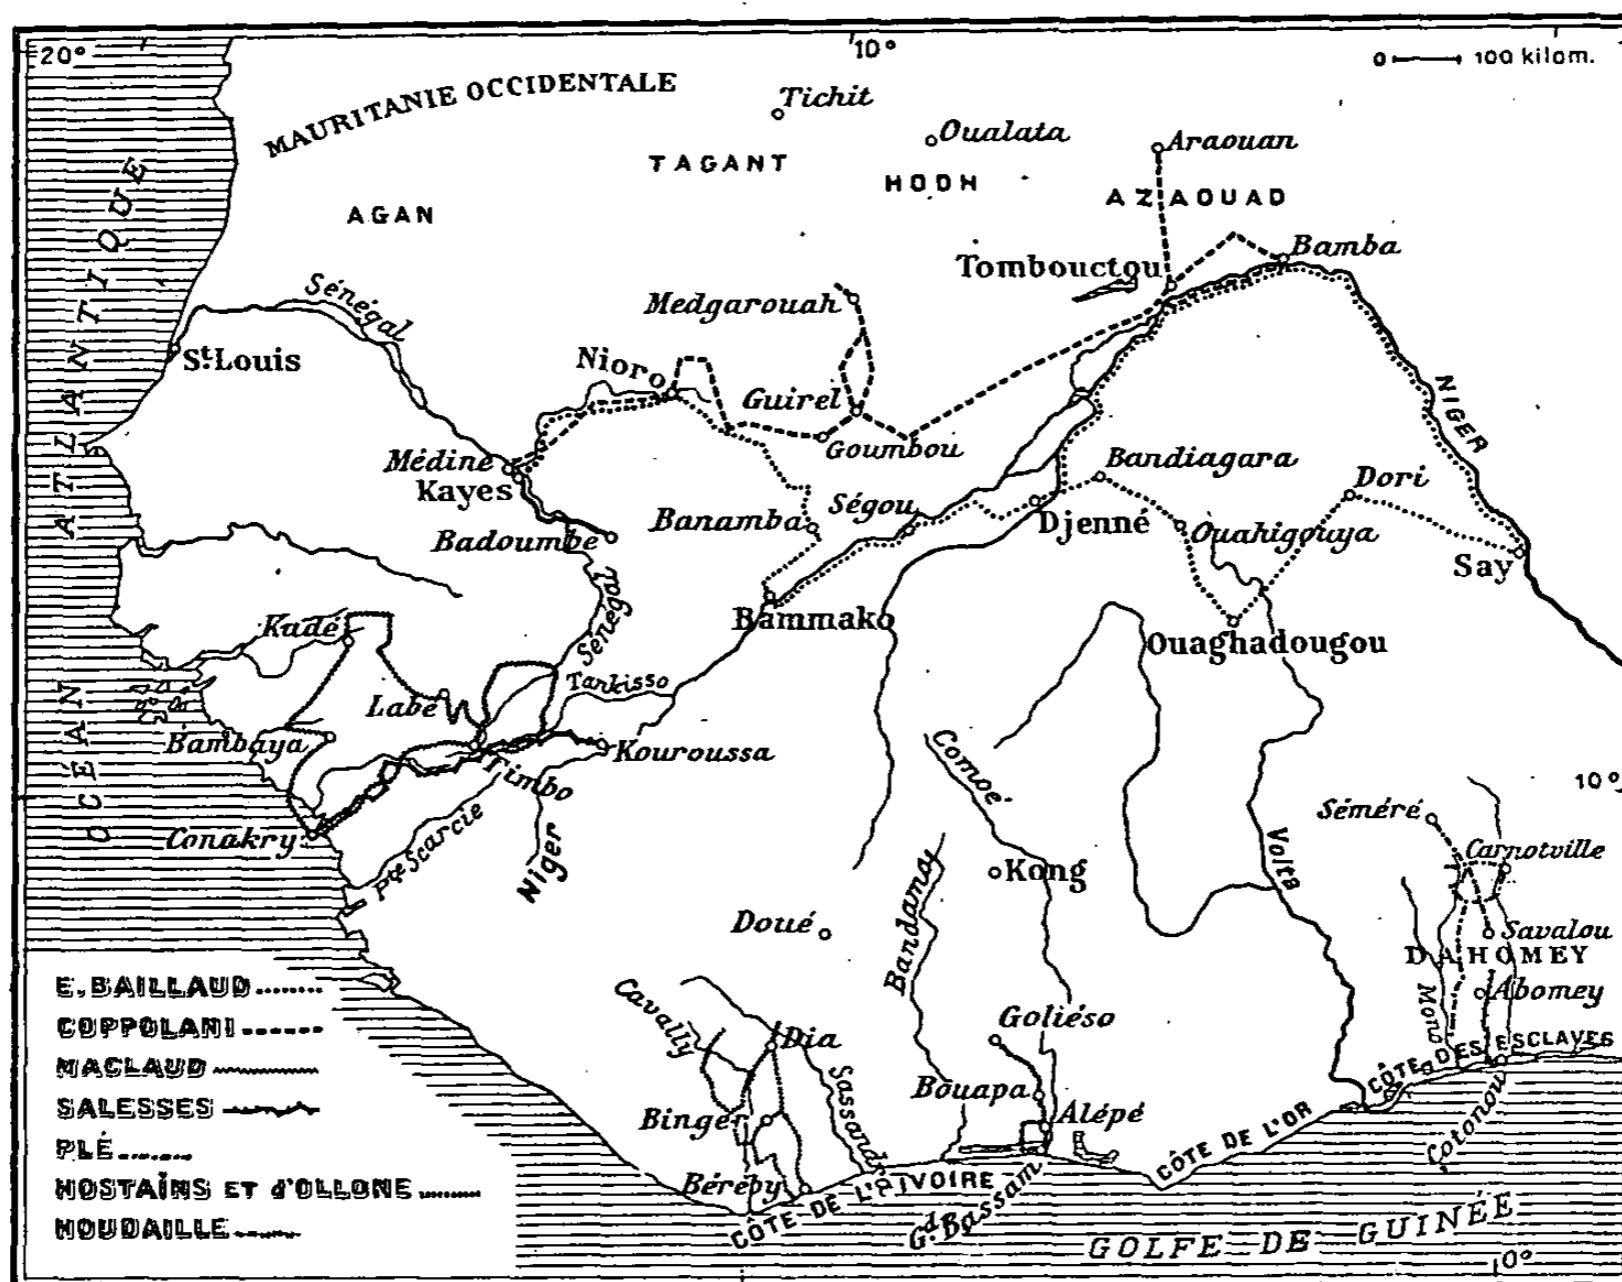 20°
10°
0 100 kilom.
MAURITANIE OCCIDENTALE
Tichit
Oualata
Araouan
TAGANT
HODH
AZAOUAD
AGAN
Bamba
Tombouctou
Sénégal
Medgarouah
St. Louis
Nioro
NIGER
Guirel
Goumbou
Médine
Kayes
Bandiagara
Dori
Ségou
Banamba
Djenné
Ouahigouya
Badoumbé
Say
Sénégal
Bammako
Kadé
Ouaghadougou
Tankisso
Labé
Bambaya
Kouroussa
Timbo
Comoé
10°
Séméré
Conakry
Pte Scarcie
Niger
Volta
Carnotville
Kong
Bandama
Doué
Savalou
DAHOMEY
Abomey
Mono
OCÉAN ATLANTIQUE
Cavally
Dia
Goliéso
CÔTE DES ESCLAVES
Sassandra
Bouapa
Binger
Alépé
CÔTE DE L'OR
Cotonou
Béréby
CÔTE DE L'IVOIRE
Gd. Bassam
GOLFE DE GUINÉE
10°
E. BAILLAUD
COPPOLANI
MACLAUD
SALESSES
PLÉ
HOSTAINS ET d'OLLONE
HOUDAILLE